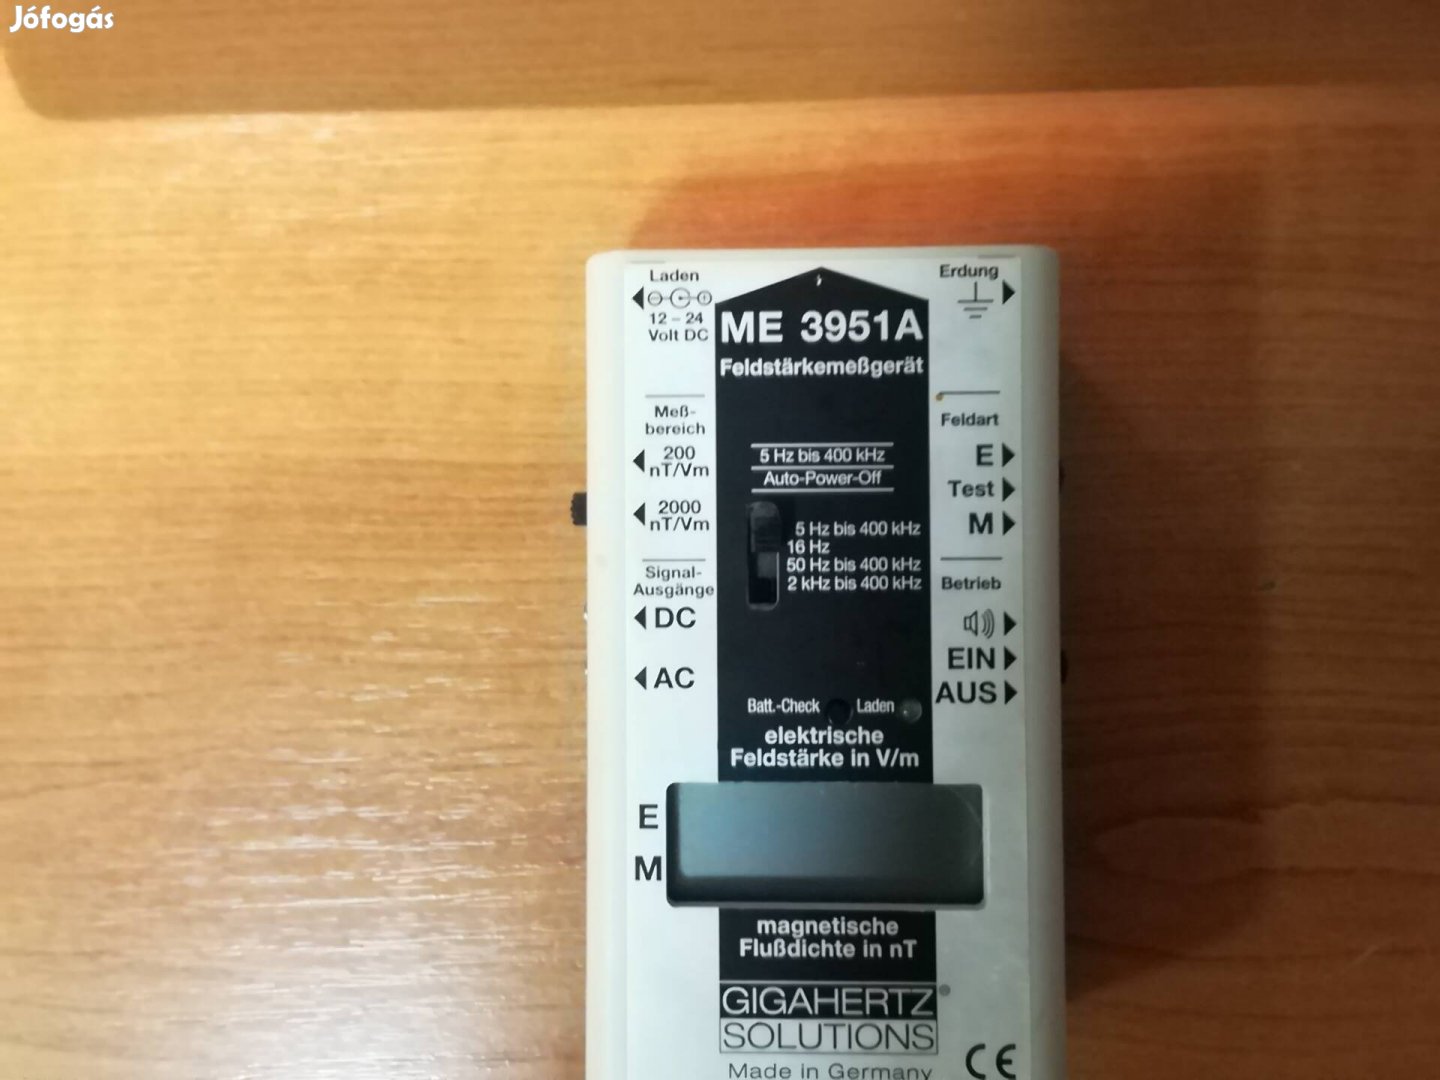 Jófogás
Laden
12 – 24
Volt DC
ME 3951A
Feldstärkemeßgerät
Erdung
Meß-
bereich
200
nT/Vm
2000
nT/Vm
Signal-
Ausgänge
DC
AC
5 Hz bis 400 kHz
Auto-Power-Off
5 Hz bis 400 kHz
16 Hz
50 Hz bis 400 kHz
2 kHz bis 400 kHz
Feldart
E
Test
M
Betrieb
EIN
AUS
Batt.-Check Laden
elektrische
Feldstärke in V/m
E
M
magnetische
Flußdichte in nT
GIGAHERTZ®
SOLUTIONS
Made in Germany
CE